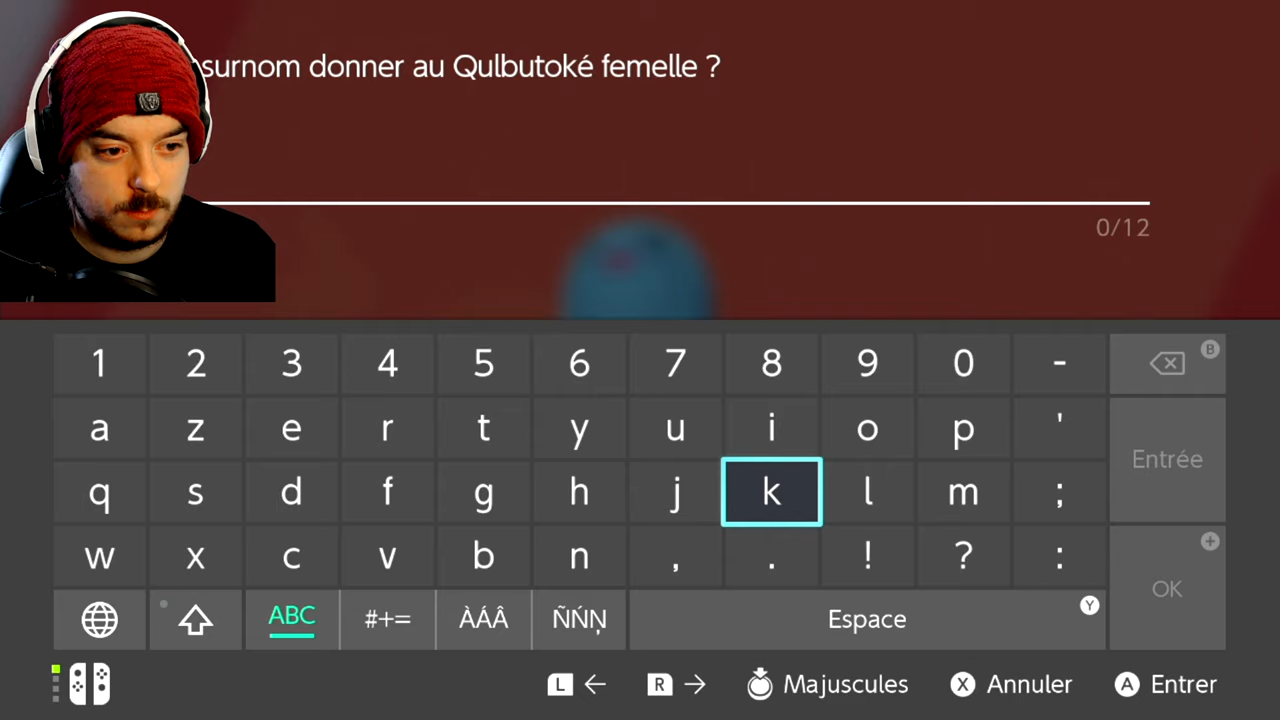 surnom donner au Qulbutoké femelle ?
0/12
1 2 3 4 5 6 7 8 9 0 - B
a z e r t y u i o p '
Entrée
q s d f g h j k l m ;
w x c v b n , . ! ? : +
OK
ABC #+= ÀÁÂ ÑŃŅ Espace Y
L ← R → Majuscules X Annuler A Entrer